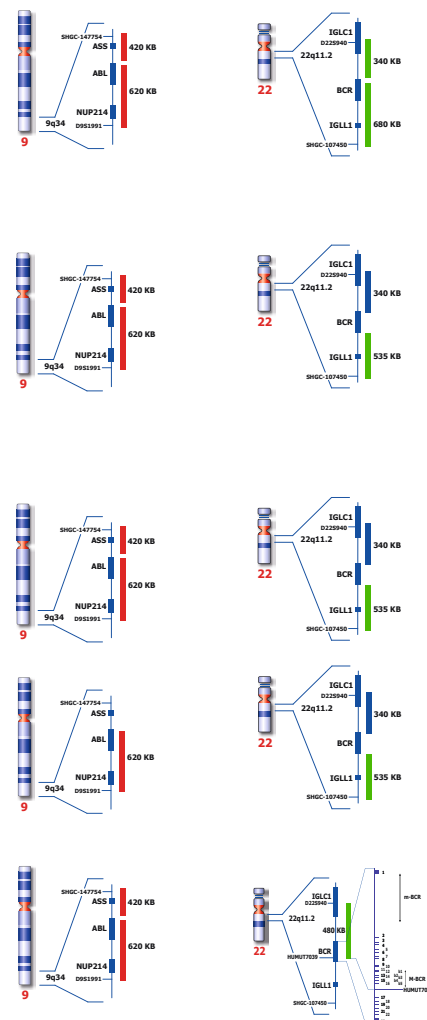 SHGC-147754
ASS
420 KB
ABL
620 KB
NUP214
D9S1991
9q34
9
IGLC1
D22S940
340 KB
22q11.2
22
BCR
IGLL1
680 KB
SHGC-107450
SHGC-147754
ASS
420 KB
ABL
620 KB
NUP214
D9S1991
9q34
9
IGLC1
D22S940
22q11.2
340 KB
22
BCR
IGLL1
535 KB
SHGC-107450
SHGC-147754
ASS
420 KB
ABL
620 KB
NUP214
D9S1991
9q34
9
IGLC1
D22S940
22q11.2
340 KB
22
BCR
IGLL1
535 KB
SHGC-107450
SHGC-147754
ASS
ABL
620 KB
NUP214
D9S1991
9q34
9
IGLC1
D22S940
22q11.2
340 KB
22
BCR
IGLL1
535 KB
SHGC-107450
SHGC-147754
ASS
420 KB
ABL
620 KB
NUP214
D9S1991
9q34
9
1
m-BCR
IGLC1
D22S940
22q11.2
480 KB
22
BCR
HUMUT7039
M-BCR
HUMUT70
IGLL1
SHGC-107450